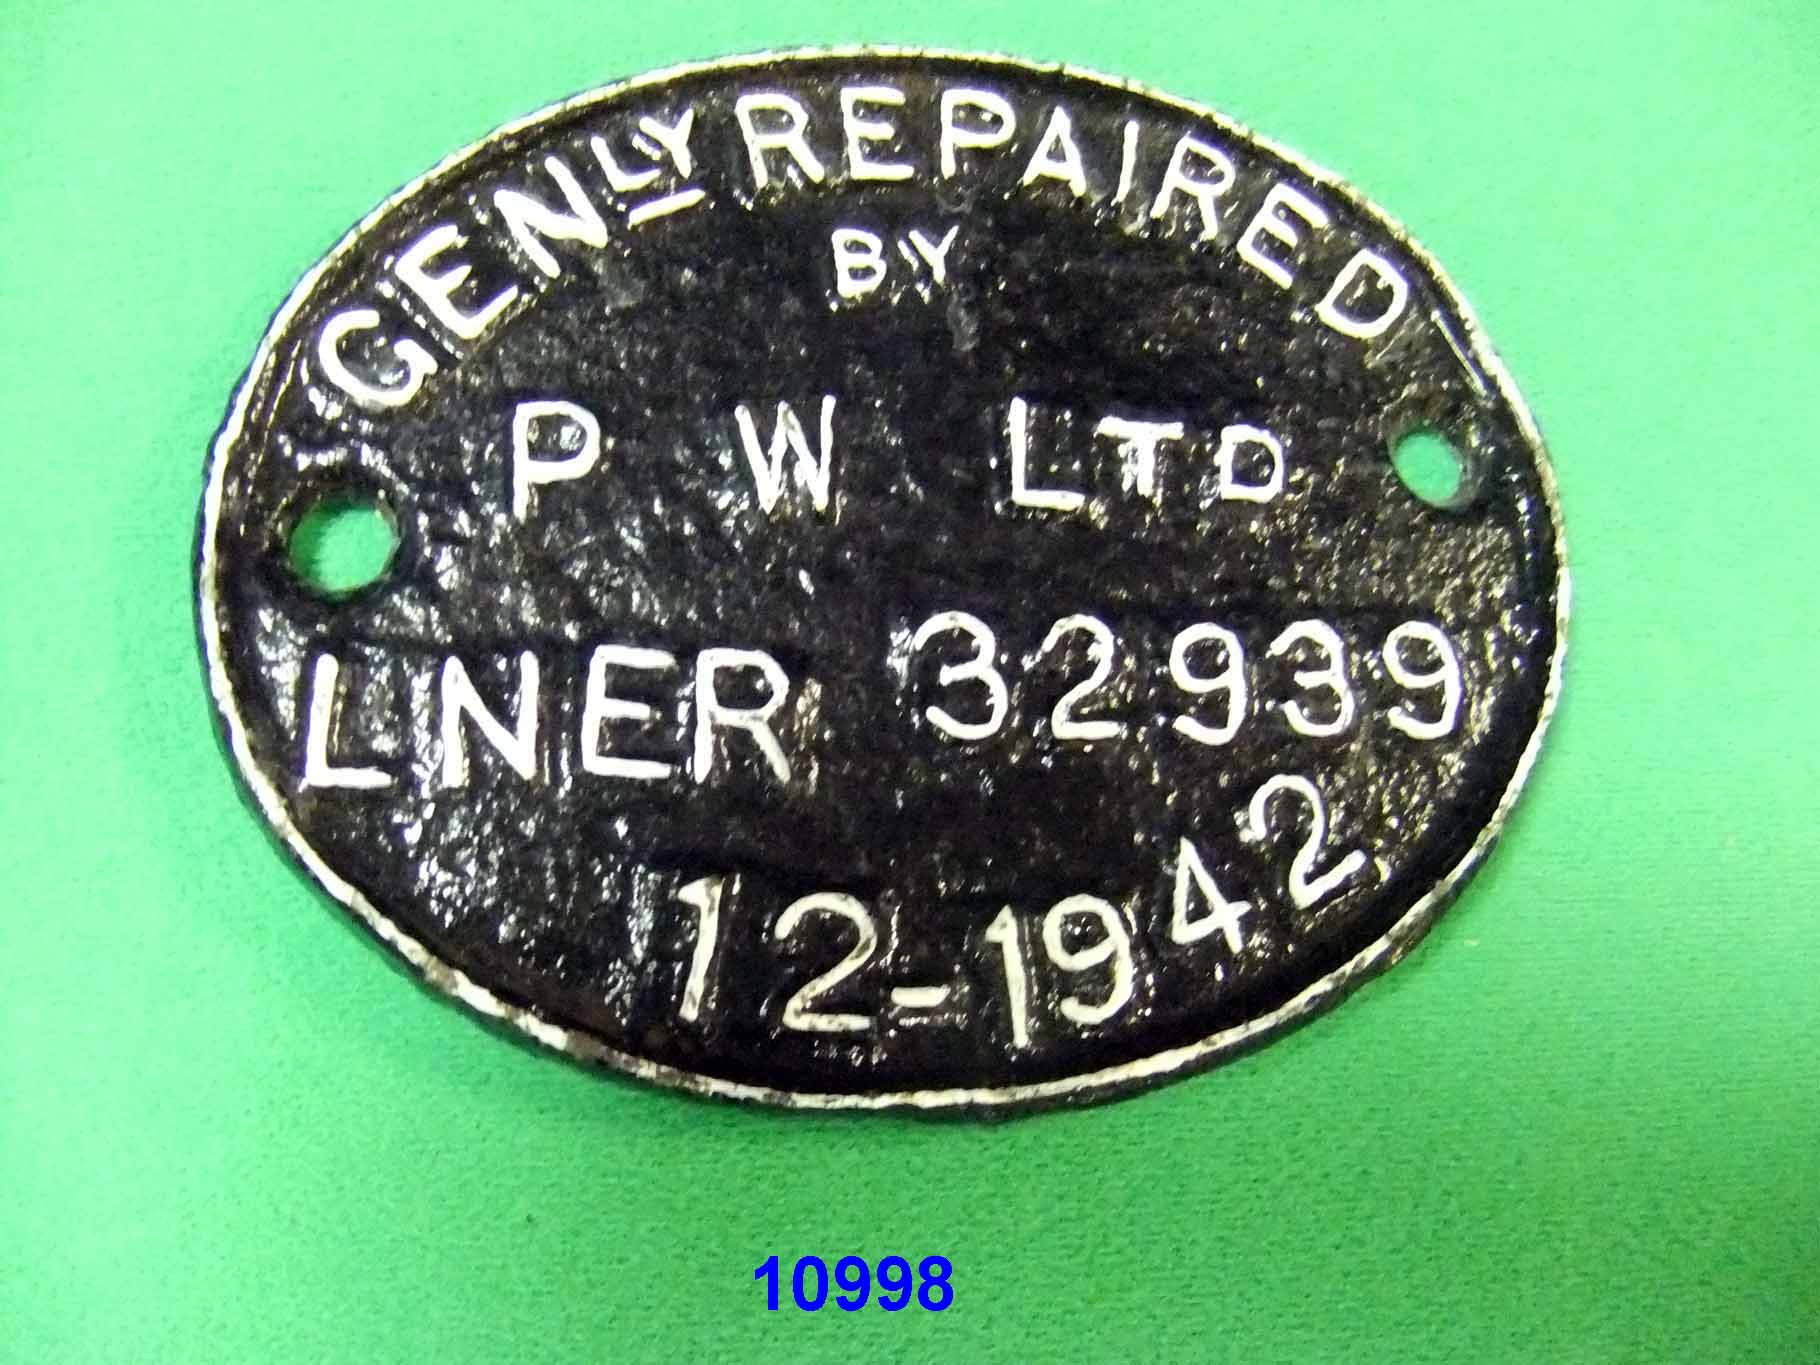 GENLY REPAIRED
BY
P W LTD
LNER 32939
12-1942
10998